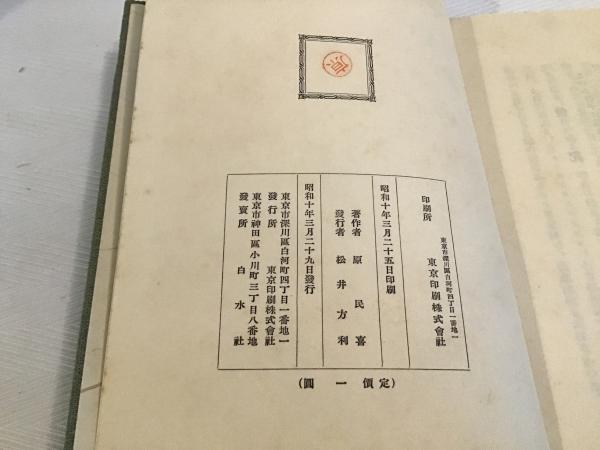 原
印刷所
東京市深川區白河町四丁目一番地一
東京印刷株式會社
昭和十年三月二十五日印刷
著作者 原民喜
發行者 松井方利
昭和十年三月二十九日發行
東京市深川區白河町四丁目一番地一
發行所 東京印刷株式會社
東京市神田區小川町三丁目八番地
發賣所 白水社
(定價一圓)